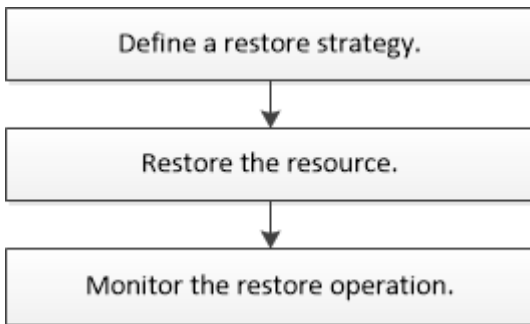 Define a restore strategy.
Restore the resource.
Monitor the restore operation.